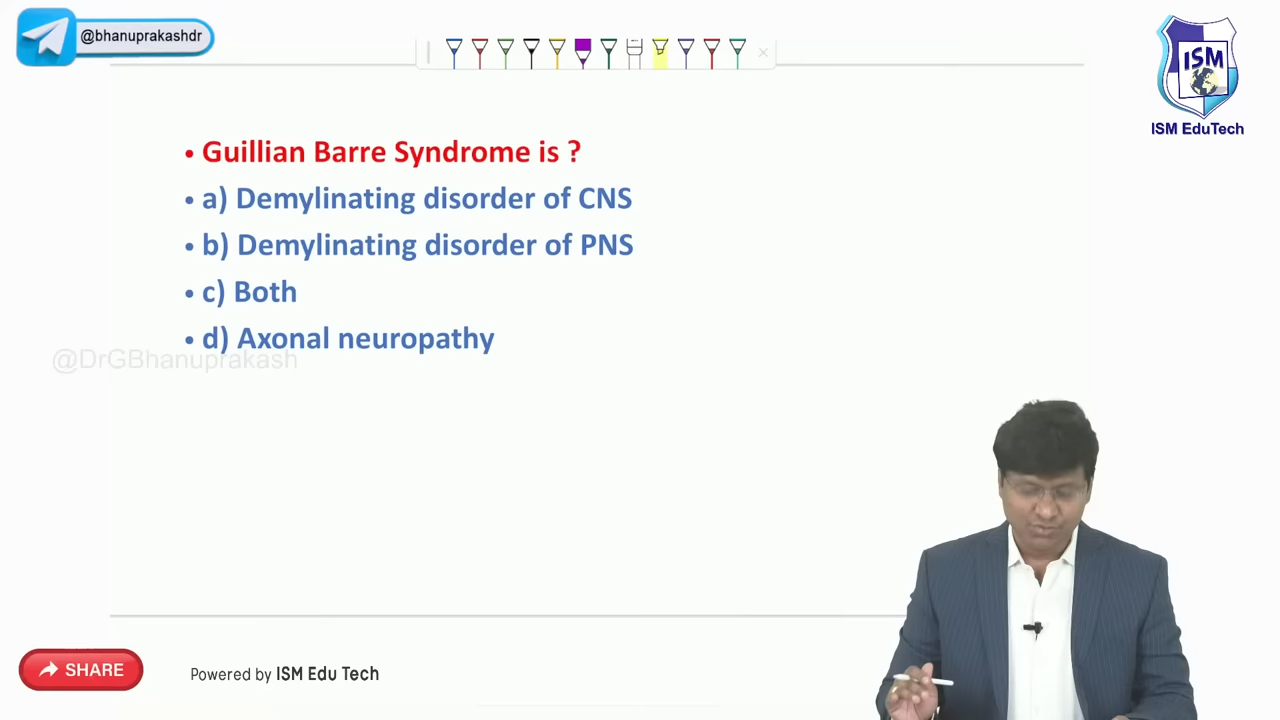 @bhanuprakashdr
ISM
ISM EduTech
• Guillian Barre Syndrome is ?
• a) Demylinating disorder of CNS
• b) Demylinating disorder of PNS
• c) Both
• d) Axonal neuropathy
@DrGBhanuprakash
SHARE
Powered by ISM Edu Tech